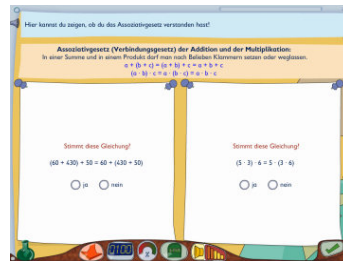 Hier kannst du zeigen, ob du das Assoziativgesetz verstanden hast!
Assoziativgesetz (Verbindungsgesetz) der Addition und der Multiplikation:
In einer Summe und in einem Produkt darf man nach Belieben Klammern setzen oder weglassen.
a + (b + c) = (a + b) + c = a + b + c
(a · b) · c = a · (b · c) = a · b · c
Stimmt diese Gleichung?
(60 + 430) + 50 = 60 + (430 + 50)
ja nein
Stimmt diese Gleichung?
(5 · 3) · 6 = 5 · (3 · 6)
ja nein